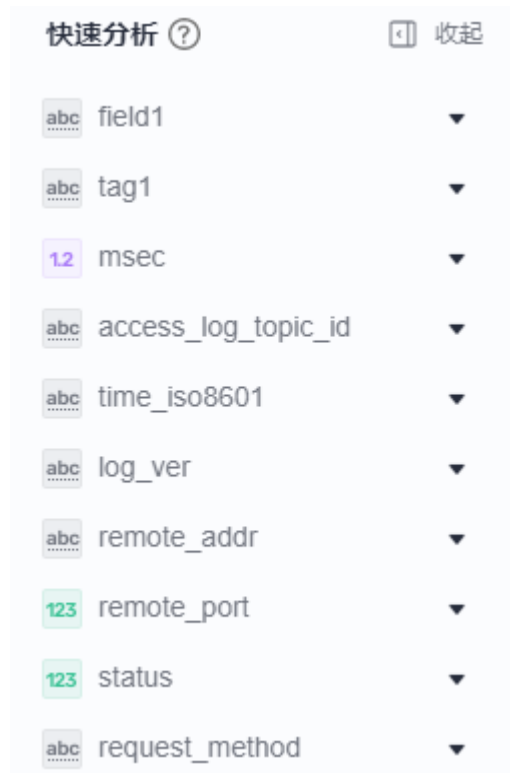 快速分析 ? 收起
abc field1
abc tag1
1.2 msec
abc access_log_topic_id
abc time_iso8601
abc log_ver
abc remote_addr
123 remote_port
123 status
abc request_method